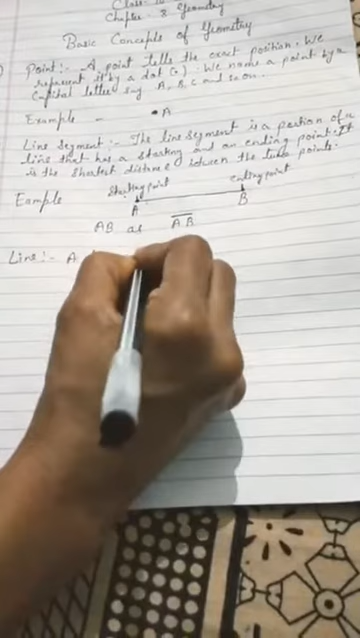 Class-
Chapter - 8 Geometry
Basic Concepts of Geometry
Point:- A point tells the exact position. We
represent it by a dot (.). We name a point by a
capital letter say A, B, C and so on.
Example - • A
Line Segment :- The line segment is a portion of a
line that has a starting and an ending point. It
is the shortest distance between the two points.
Eample Starting point ending point
A B
AB as AB
Line:- A